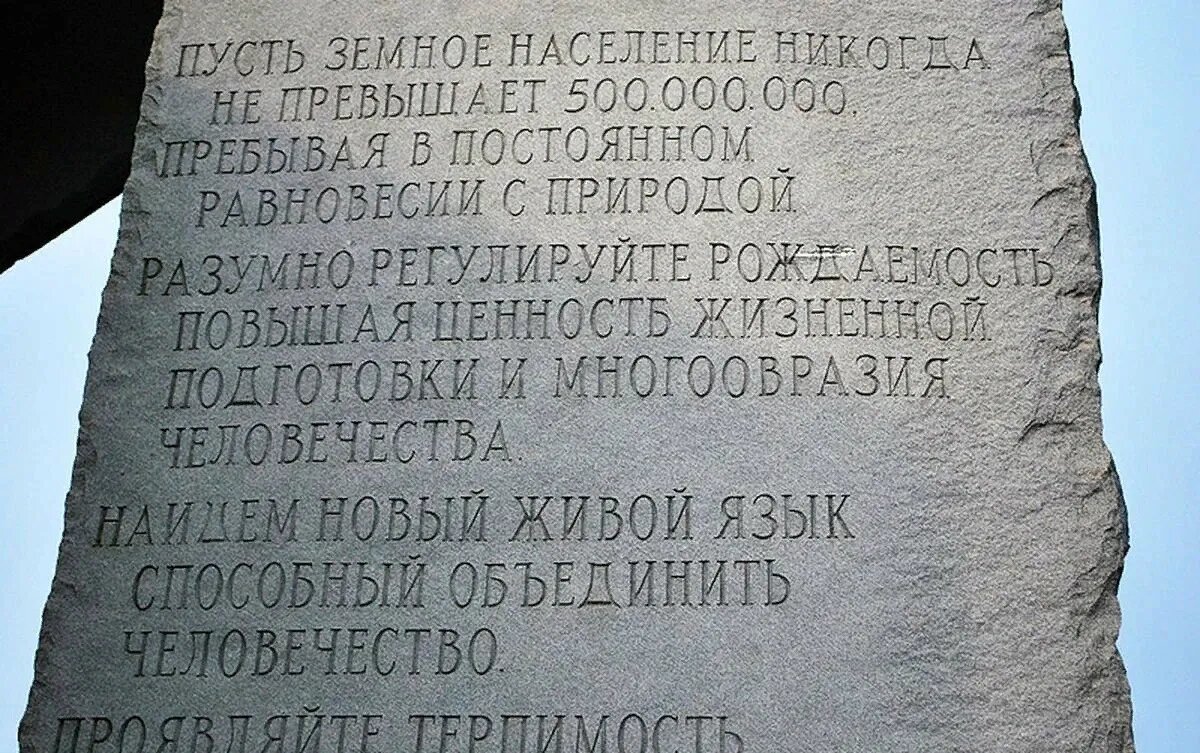 ПУСТЬ ЗЕМНОЕ НАСЕЛЕНИЕ НИКОГДА
НЕ ПРЕВЫШАЕТ 500.000.000.
ПРЕБЫВАЯ В ПОСТОЯННОМ
РАВНОВЕСИИ С ПРИРОДОЙ
РАЗУМНО РЕГУЛИРУЙТЕ РОЖДАЕМОСТЬ
ПОВЫШАЯ ЦЕННОСТЬ ЖИЗНЕННОЙ
ПОДГОТОВКИ И МНОГООВРАЗИЯ
ЧЕЛОВЕЧЕСТВА.
НАЙДЕМ НОВЫЙ ЖИВОЙ ЯЗЫК
СПОСОБНЫЙ ОБЪЕДИНИТЬ
ЧЕЛОВЕЧЕСТВО.
ПРОЯВЛЯЙТЕ ТЕРПИМОСТЬ